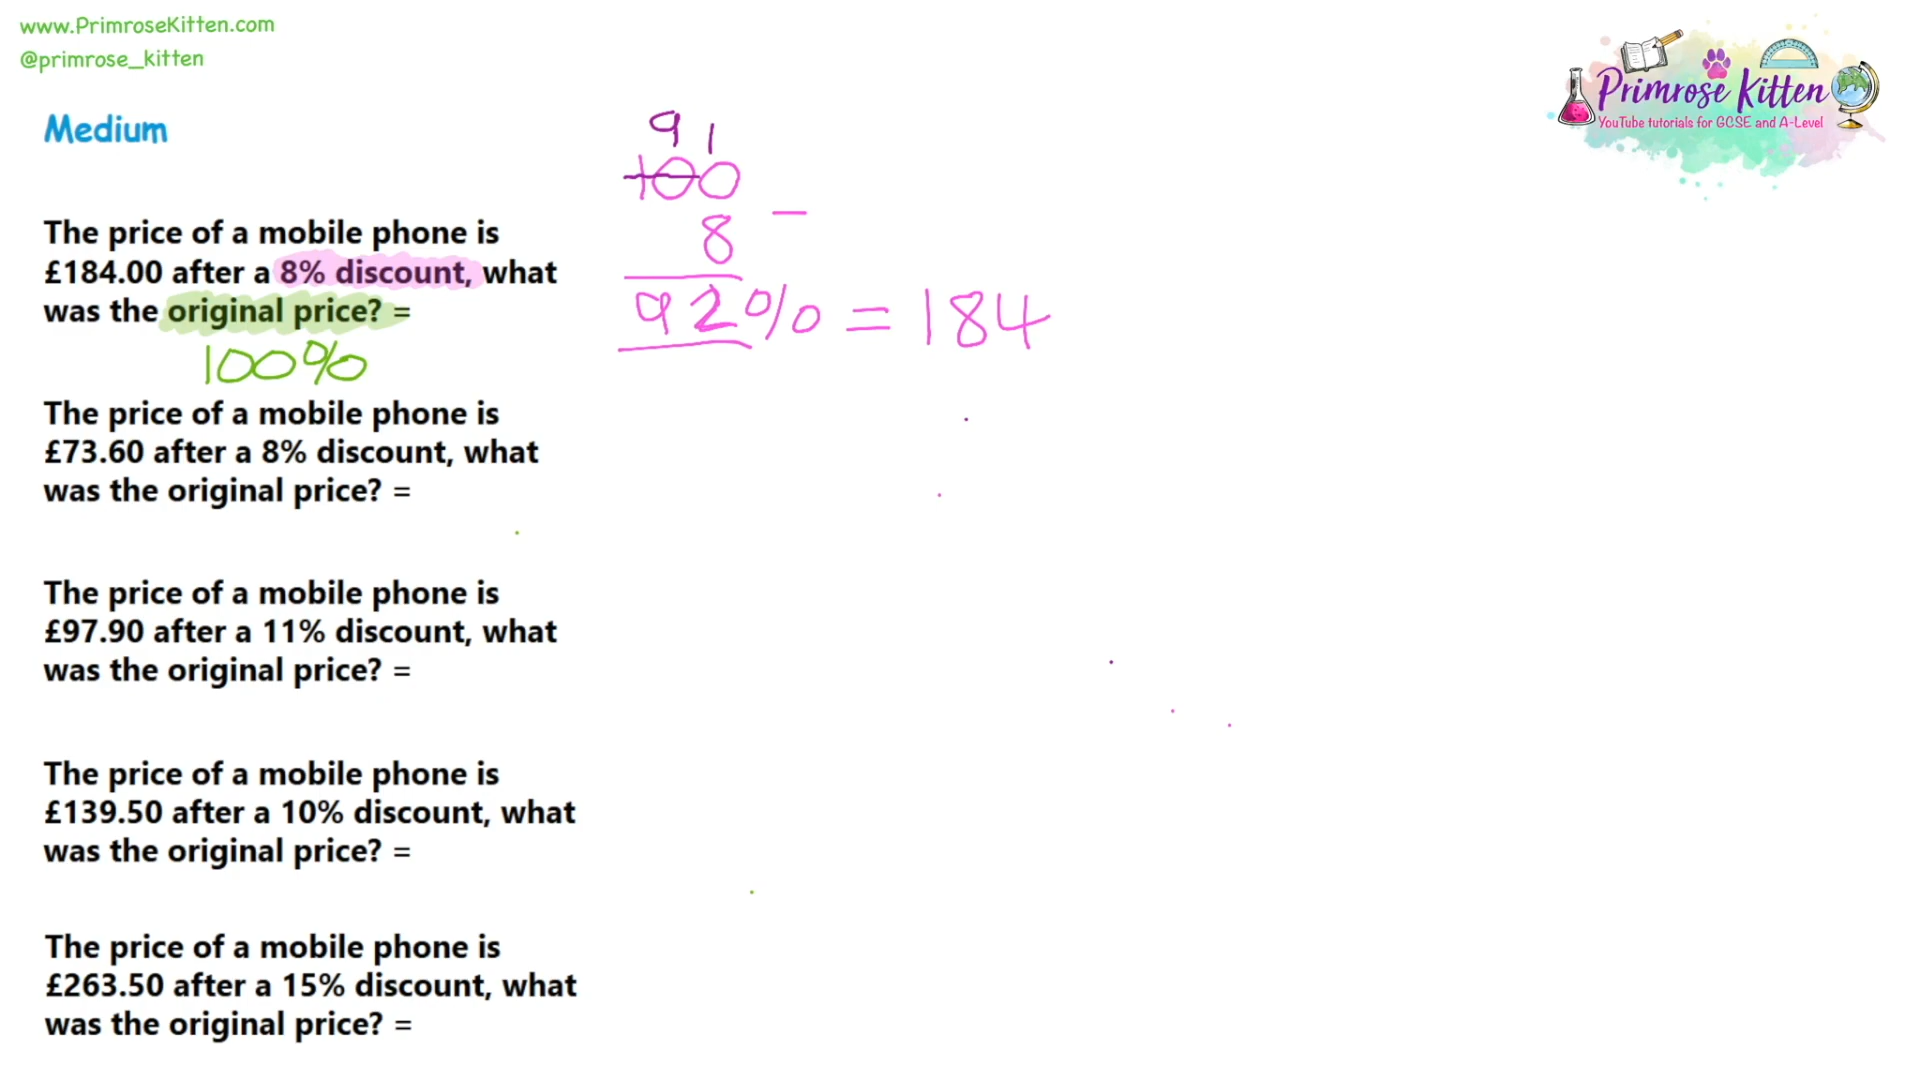 www.PrimroseKitten.com
@primrose_kitten
Primrose Kitten
YouTube tutorials for GCSE and A-Level
Medium
The price of a mobile phone is
£184.00 after a 8% discount, what
was the original price? =
100%
9 1
100
8 –
92% = 184
The price of a mobile phone is
£73.60 after a 8% discount, what
was the original price? =
The price of a mobile phone is
£97.90 after a 11% discount, what
was the original price? =
The price of a mobile phone is
£139.50 after a 10% discount, what
was the original price? =
The price of a mobile phone is
£263.50 after a 15% discount, what
was the original price? =